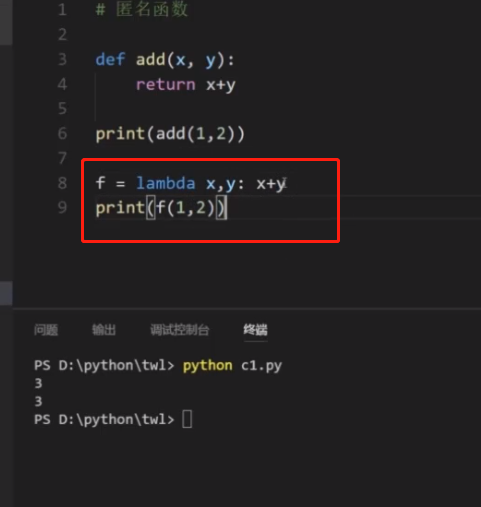 1 # 匿名函数
2
3 def add(x, y):
4     return x+y
5
6 print(add(1,2))
7
8 f = lambda x,y: x+y
9 print(f(1,2))
问题 输出 调试控制台 终端
PS D:\python\twl> python c1.py
3
3
PS D:\python\twl>